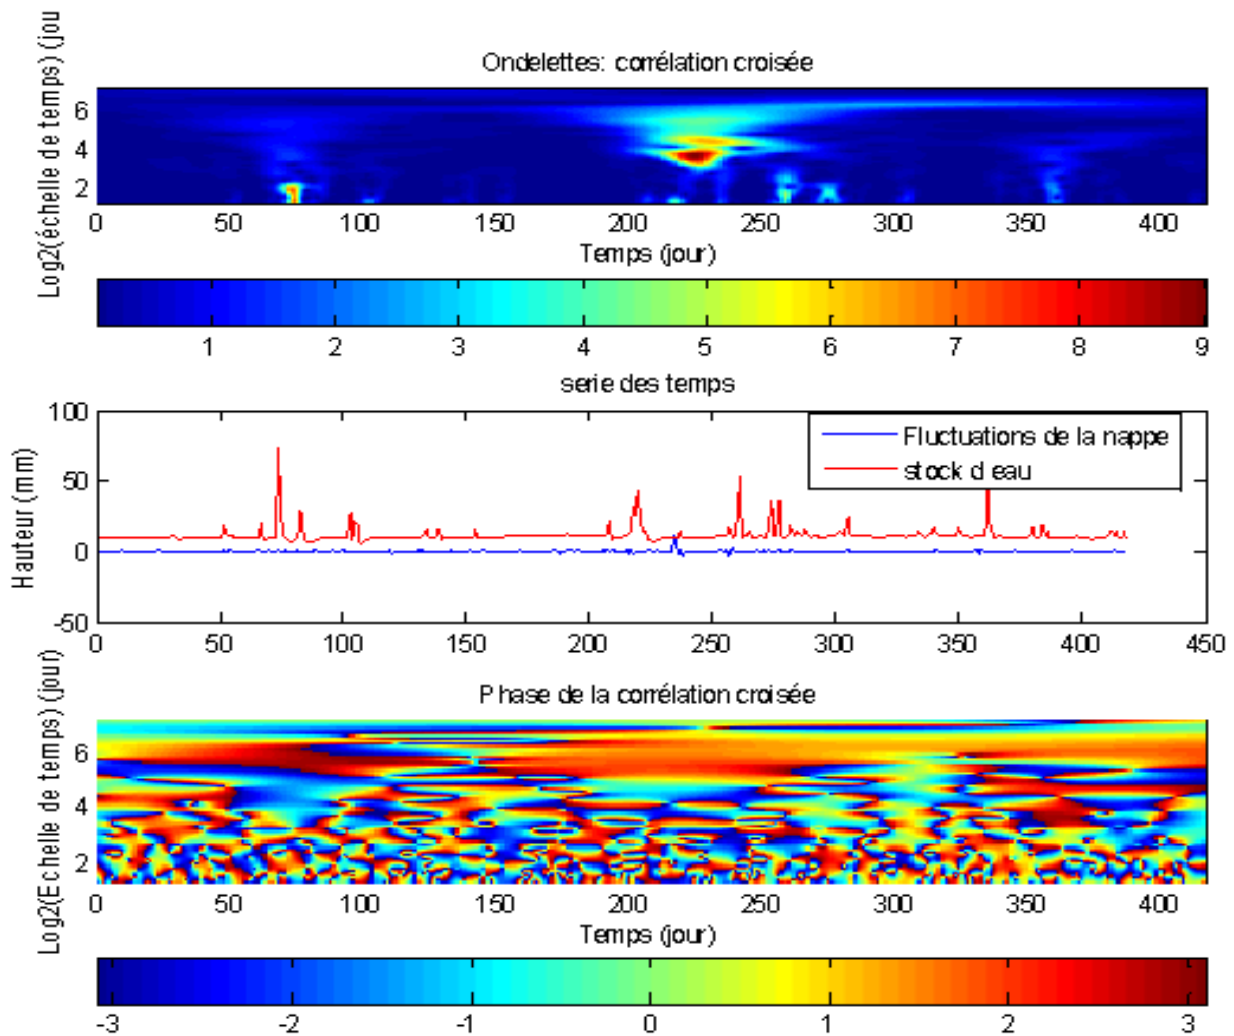 Ondelettes: corrélation croisée
Log2(échelle de temps) (jou
6
4
2
0 50 100 150 200 250 300 350 400
Temps (jour)
1 2 3 4 5 6 7 8 9
serie des temps
Hauteur (mm)
100
50
0
-50
Fluctuations de la nappe
stock d eau
0 50 100 150 200 250 300 350 400 450
Phase de la corrélation croisée
Log2(Echelle de temps) (jour)
6
4
2
0 50 100 150 200 250 300 350 400
Temps (jour)
-3 -2 -1 0 1 2 3